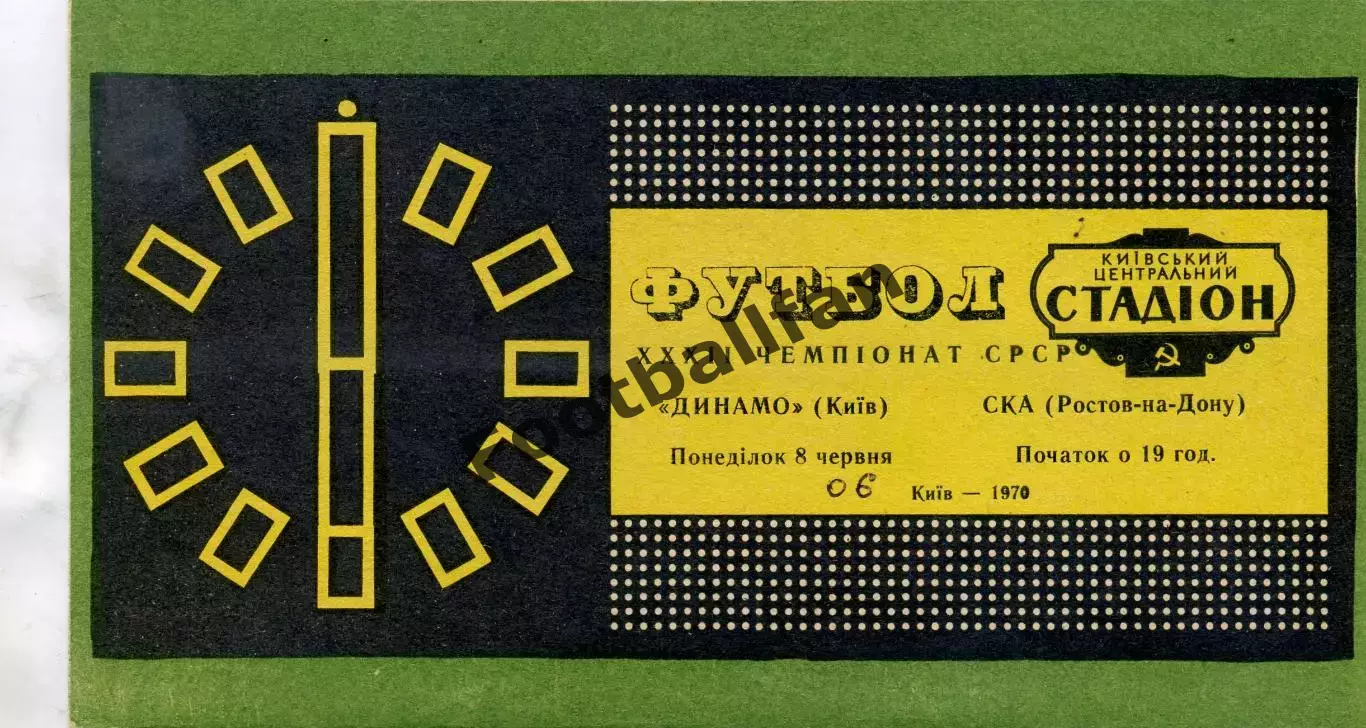 КИЇВСЬКИЙ
ЦЕНТРАЛЬНИЙ
СТАДІОН
ФУТБОЛ
XXXII ЧЕМПІОНАТ СРСР
«ДИНАМО» (Київ) СКА (Ростов-на-Дону)
Понеділок 8 червня Початок о 19 год.
06 Київ — 1970
footballfan